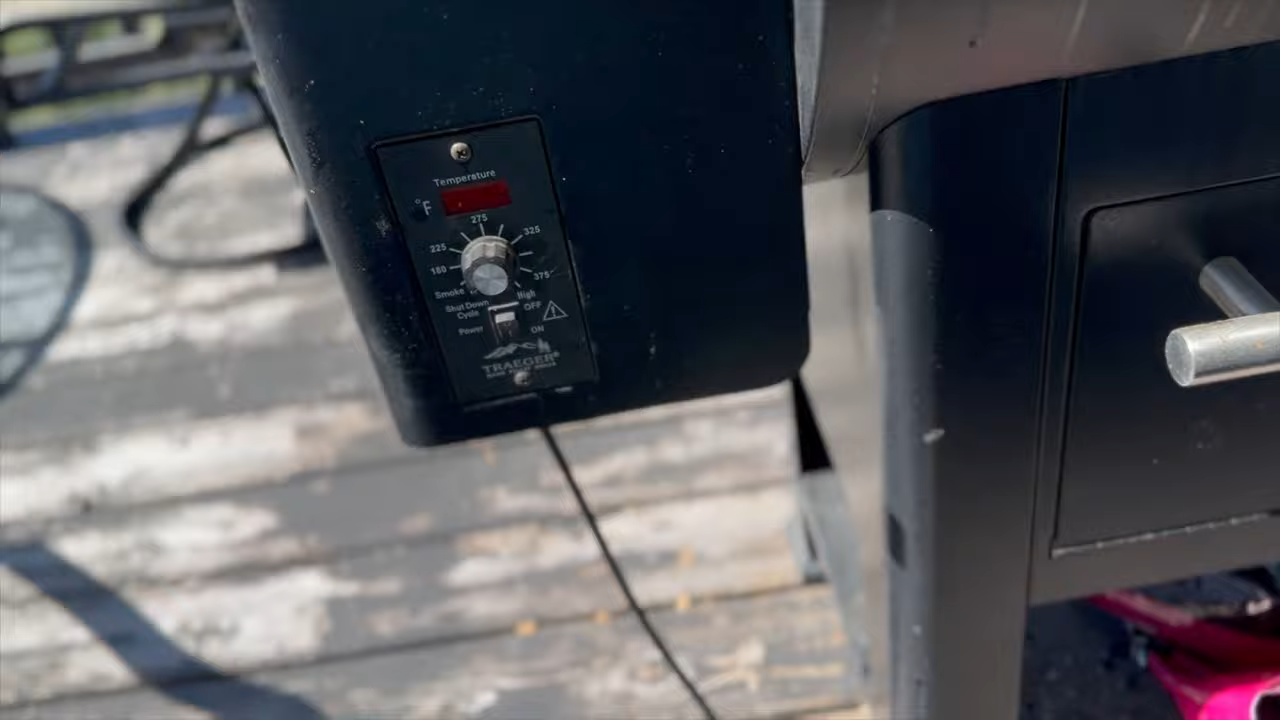 Temperature
°F
275
225
325
180
375
Smoke
High
Shut Down
Cycle
OFF
Power
ON
TRAEGER®